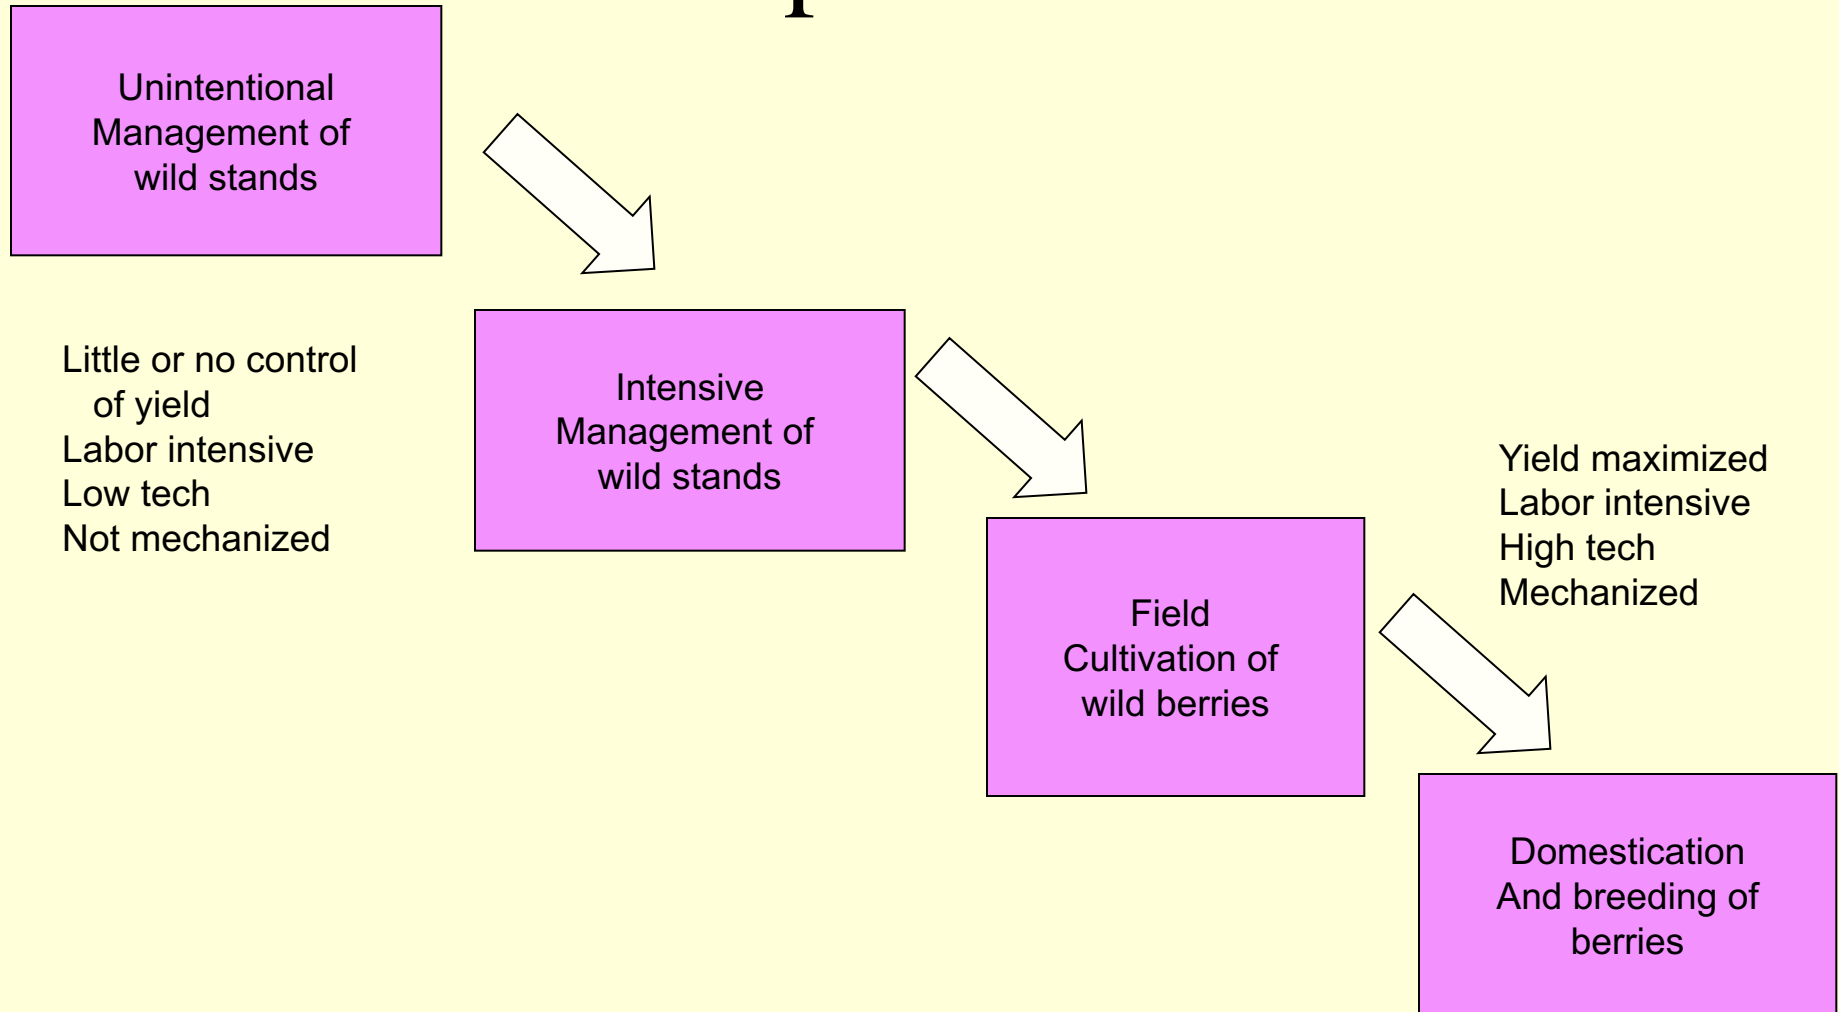 Unintentional
Management of
wild stands
Little or no control
of yield
Labor intensive
Low tech
Not mechanized
Intensive
Management of
wild stands
Field
Cultivation of
wild berries
Yield maximized
Labor intensive
High tech
Mechanized
Domestication
And breeding of
berries